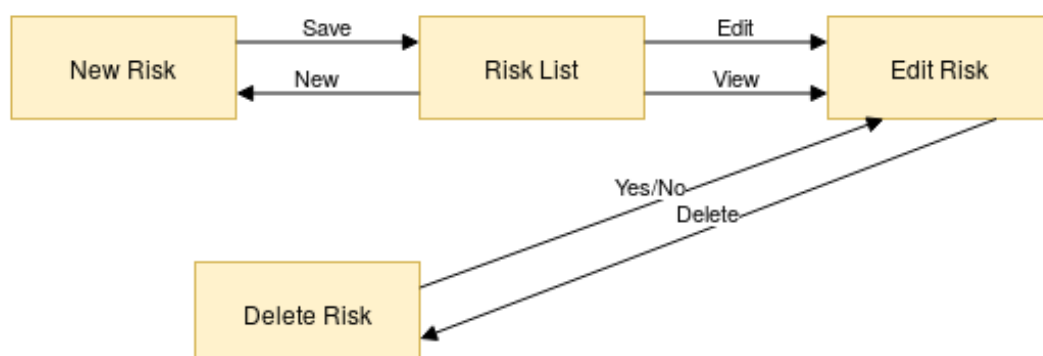 Save
Edit
New Risk
Risk List
Edit Risk
New
View
Yes/No
Delete
Delete Risk